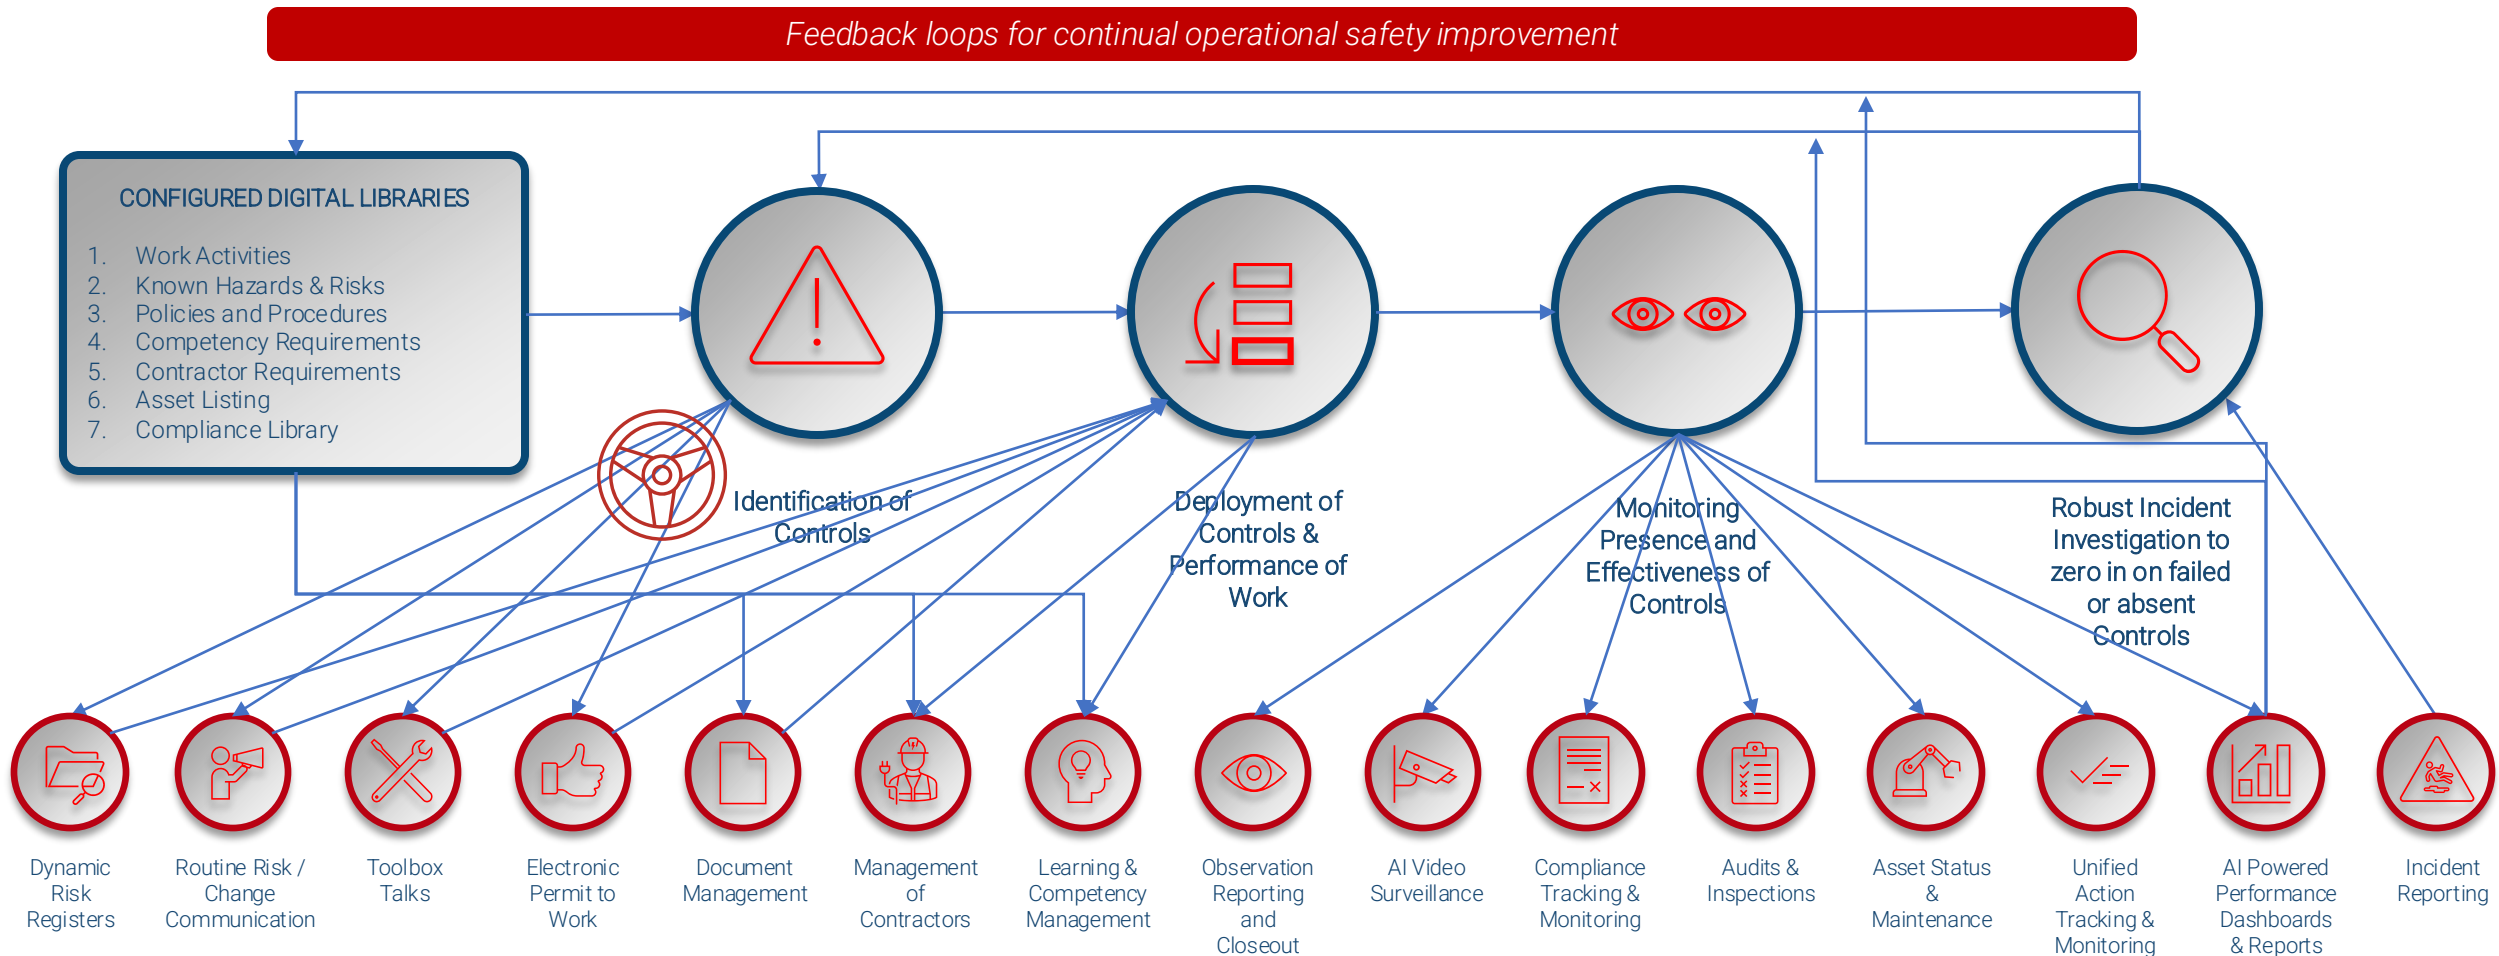 Feedback loops for continual operational safety improvement
CONFIGURED DIGITAL LIBRARIES
1. Work Activities
2. Known Hazards & Risks
3. Policies and Procedures
4. Competency Requirements
5. Contractor Requirements
6. Asset Listing
7. Compliance Library
Identification of
Controls
Deployment of
Controls &
Performance of
Work
Monitoring
Presence and
Effectiveness of
Controls
Robust Incident
Investigation to
zero in on failed
or absent
Controls
Dynamic
Risk
Registers
Routine Risk /
Change
Communication
Toolbox
Talks
Electronic
Permit to
Work
Document
Management
Management
of
Contractors
Learning &
Competency
Management
Observation
Reporting
and
Closeout
AI Video
Surveillance
Compliance
Tracking &
Monitoring
Audits &
Inspections
Asset Status
&
Maintenance
Unified
Action
Tracking &
Monitoring
AI Powered
Performance
Dashboards
& Reports
Incident
Reporting